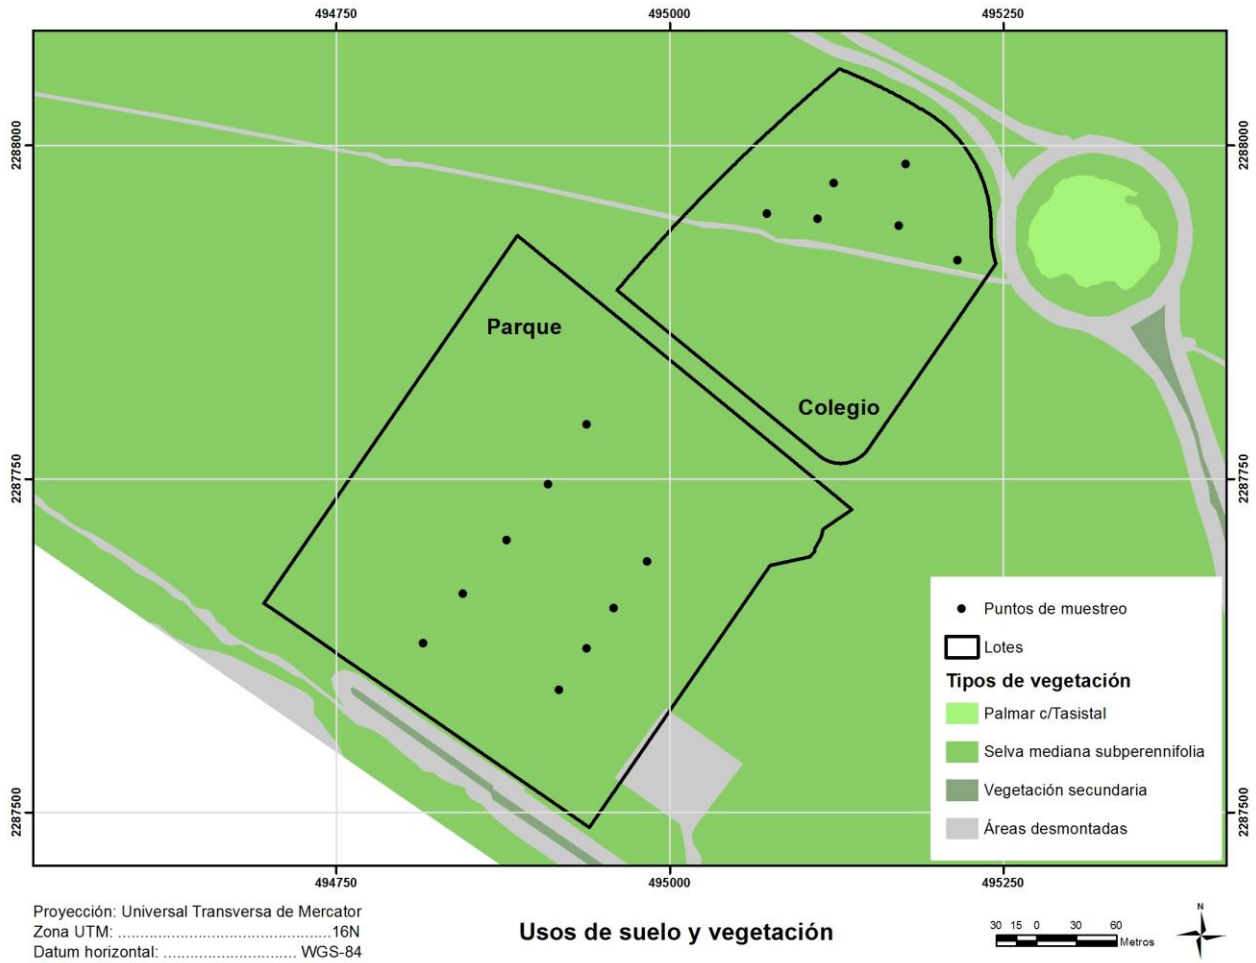 494750 495000 495250
2288000 2288000
Parque
Colegio
2287750 2287750
Puntos de muestreo
Lotes
Tipos de vegetación
Palmar c/Tasistal
Selva mediana subperennifolia
Vegetación secundaria
Áreas desmontadas
2287500 2287500
494750 495000 495250
Proyección: Universal Transversa de Mercator
Zona UTM: ..........................................16N
Datum horizontal: ......................... WGS-84
Usos de suelo y vegetación
30 15 0 30 60
Metros
N